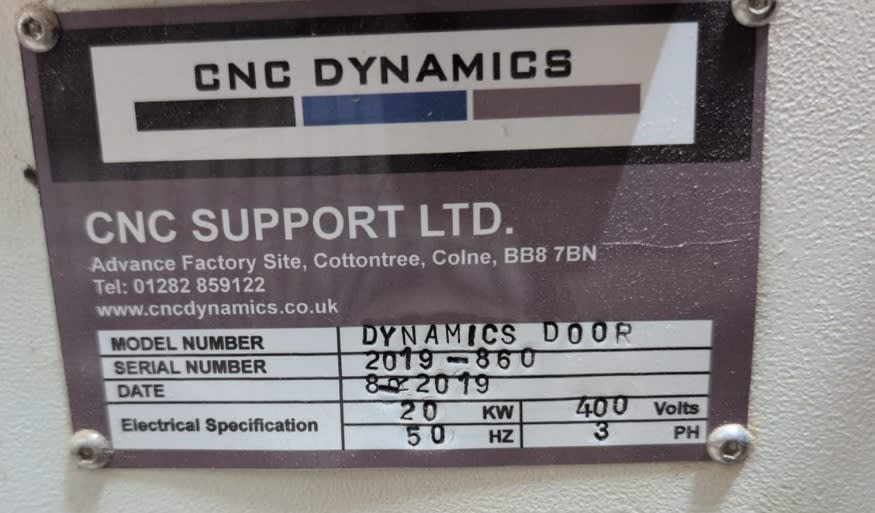 CNC DYNAMICS
CNC SUPPORT LTD.
Advance Factory Site, Cottontree, Colne, BB8 7BN
Tel: 01282 859122
www.cncdynamics.co.uk
MODEL NUMBER DYNAMICS DOOR
SERIAL NUMBER 2019-860
DATE 8- 2019
Electrical Specification 20 KW 400 Volts
50 HZ 3 PH